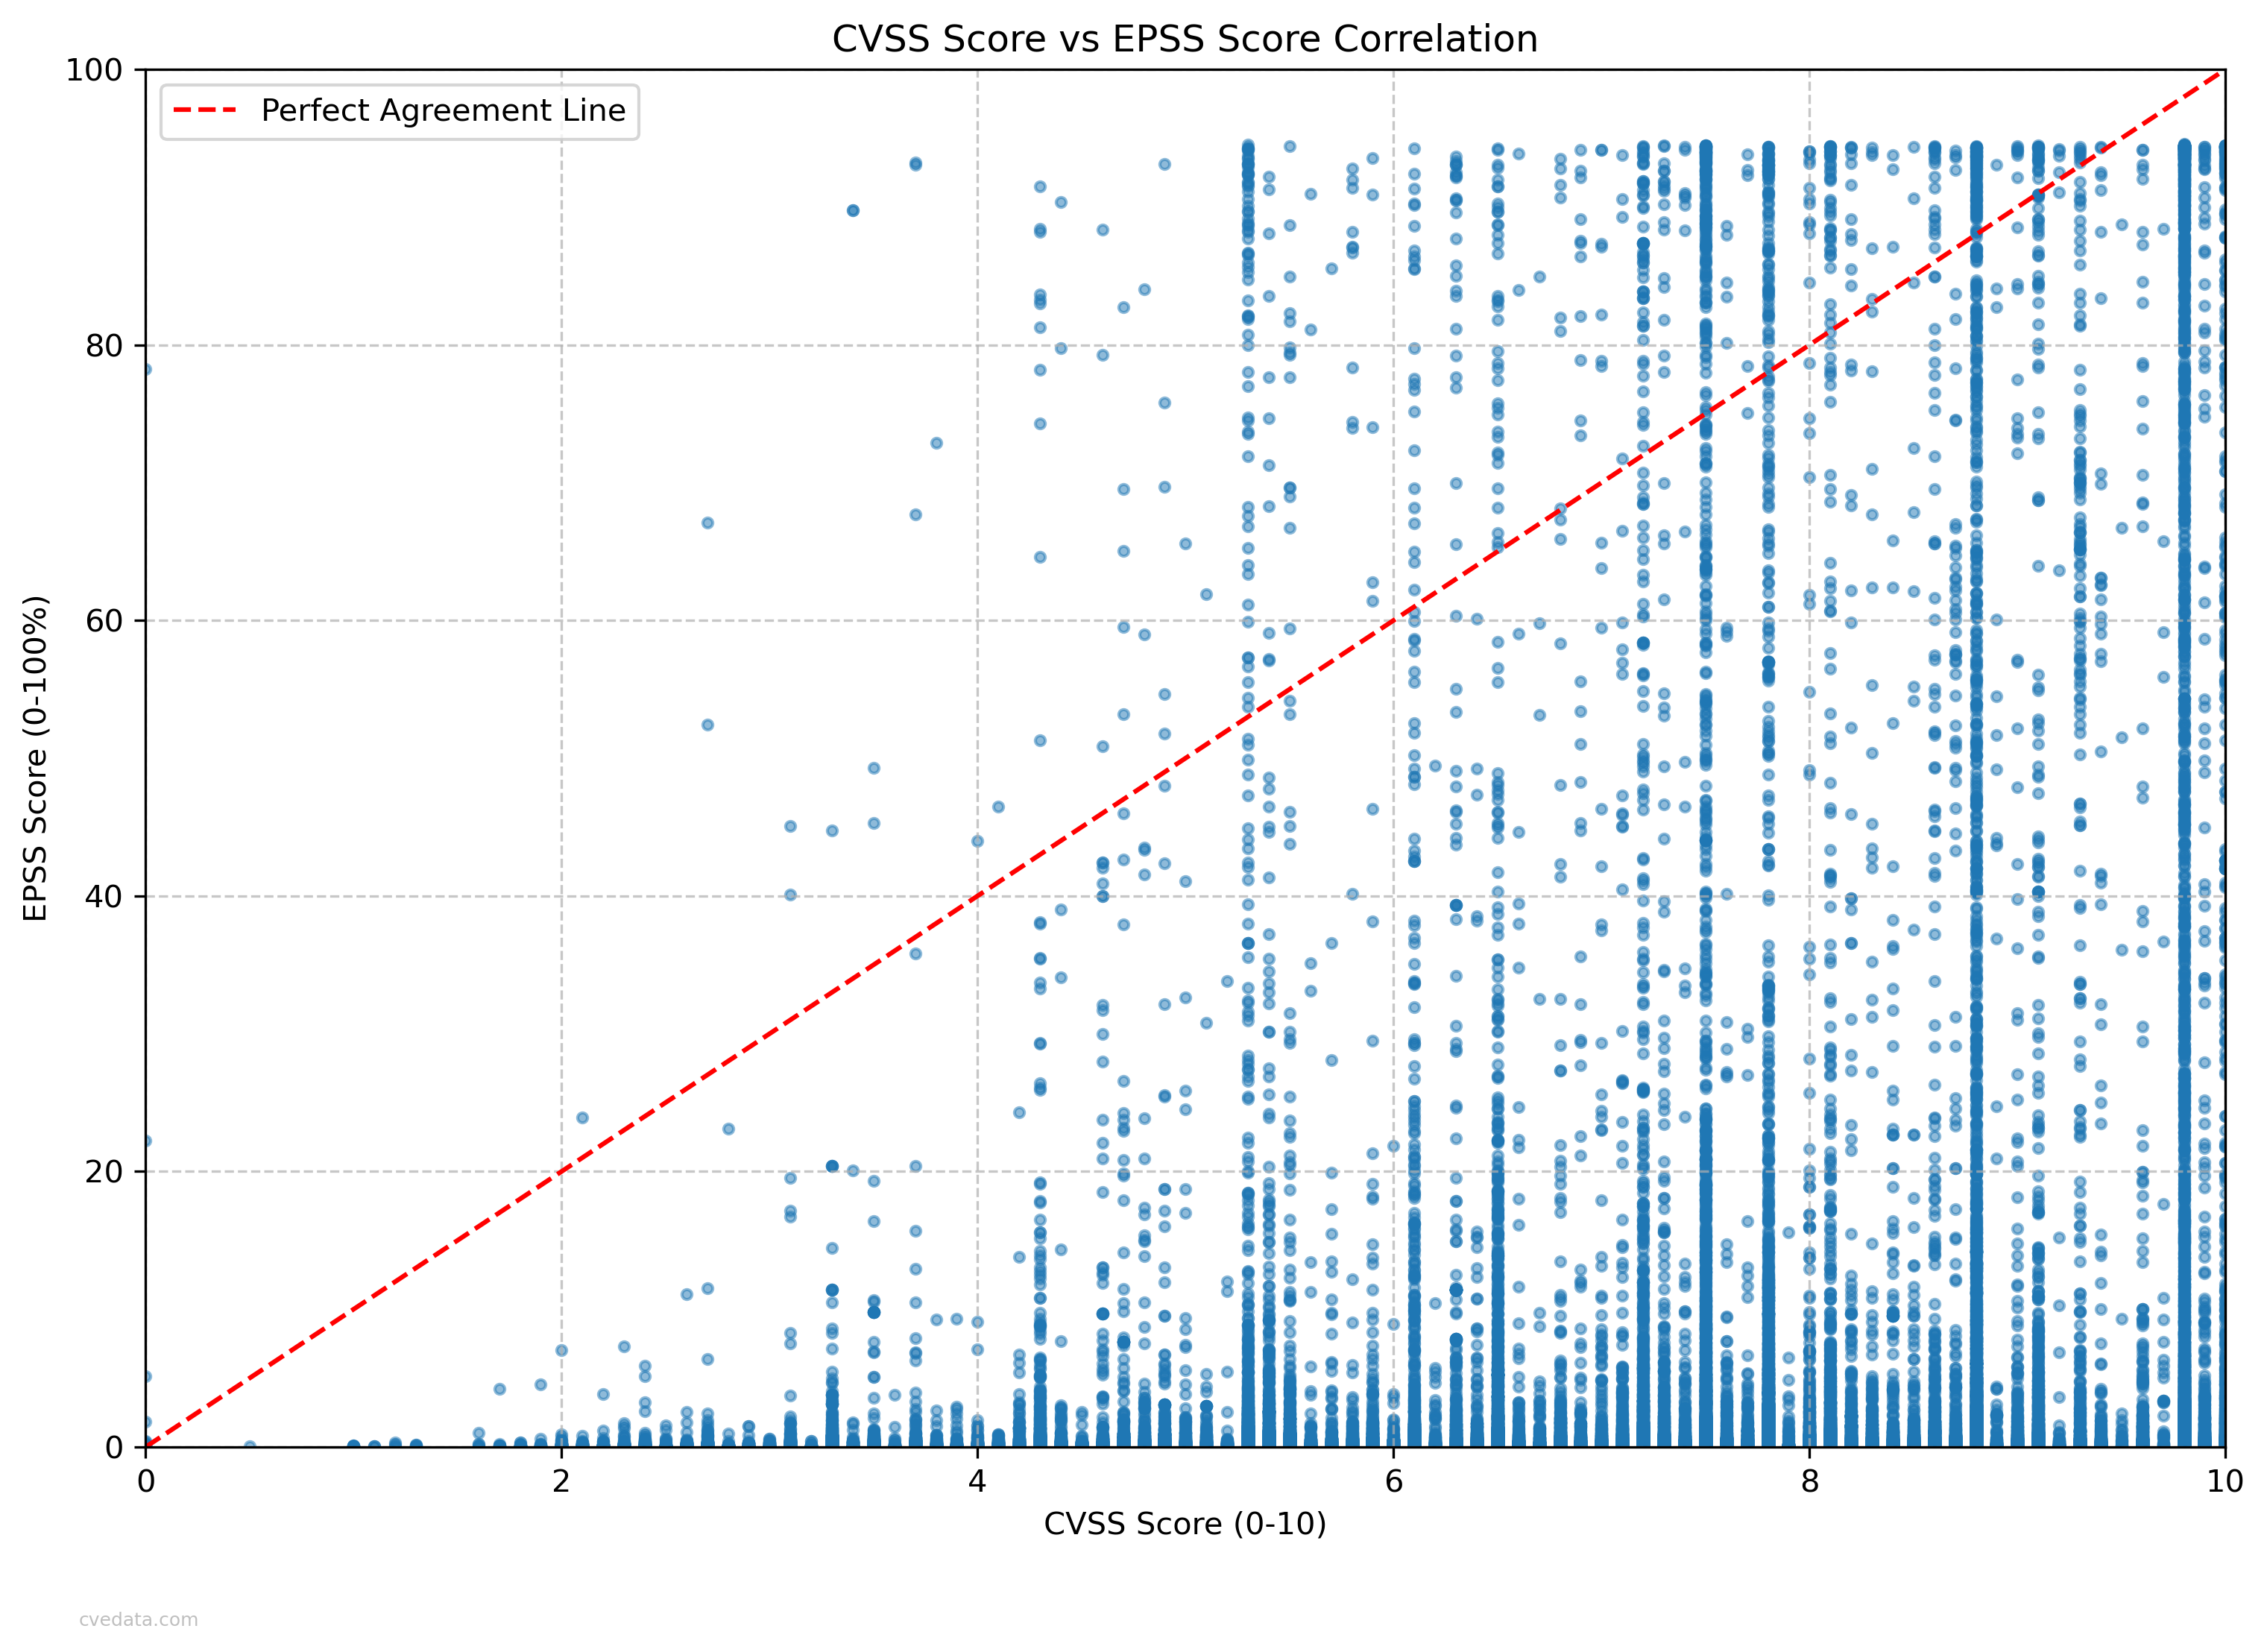 CVSS Score vs EPSS Score Correlation
100
Perfect Agreement Line
80
60
40
20
0
EPSS Score (0-100%)
0 2 4 6 8 10
CVSS Score (0-10)
cvedata.com